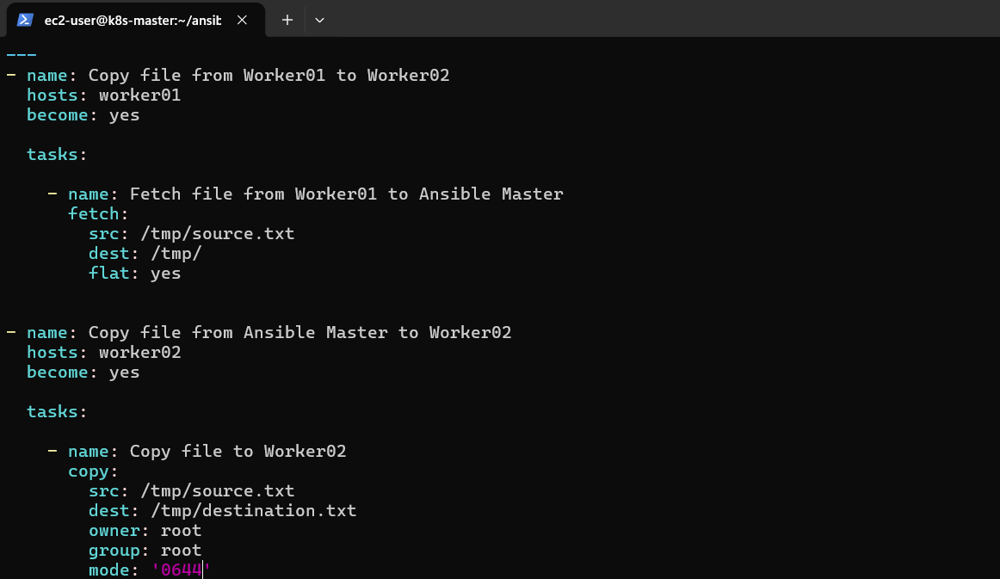 ec2-user@k8s-master:~/ansib
---
- name: Copy file from Worker01 to Worker02
  hosts: worker01
  become: yes
  tasks:
    - name: Fetch file from Worker01 to Ansible Master
      fetch:
        src: /tmp/source.txt
        dest: /tmp/
        flat: yes
- name: Copy file from Ansible Master to Worker02
  hosts: worker02
  become: yes
  tasks:
    - name: Copy file to Worker02
      copy:
        src: /tmp/source.txt
        dest: /tmp/destination.txt
        owner: root
        group: root
        mode: '0644'